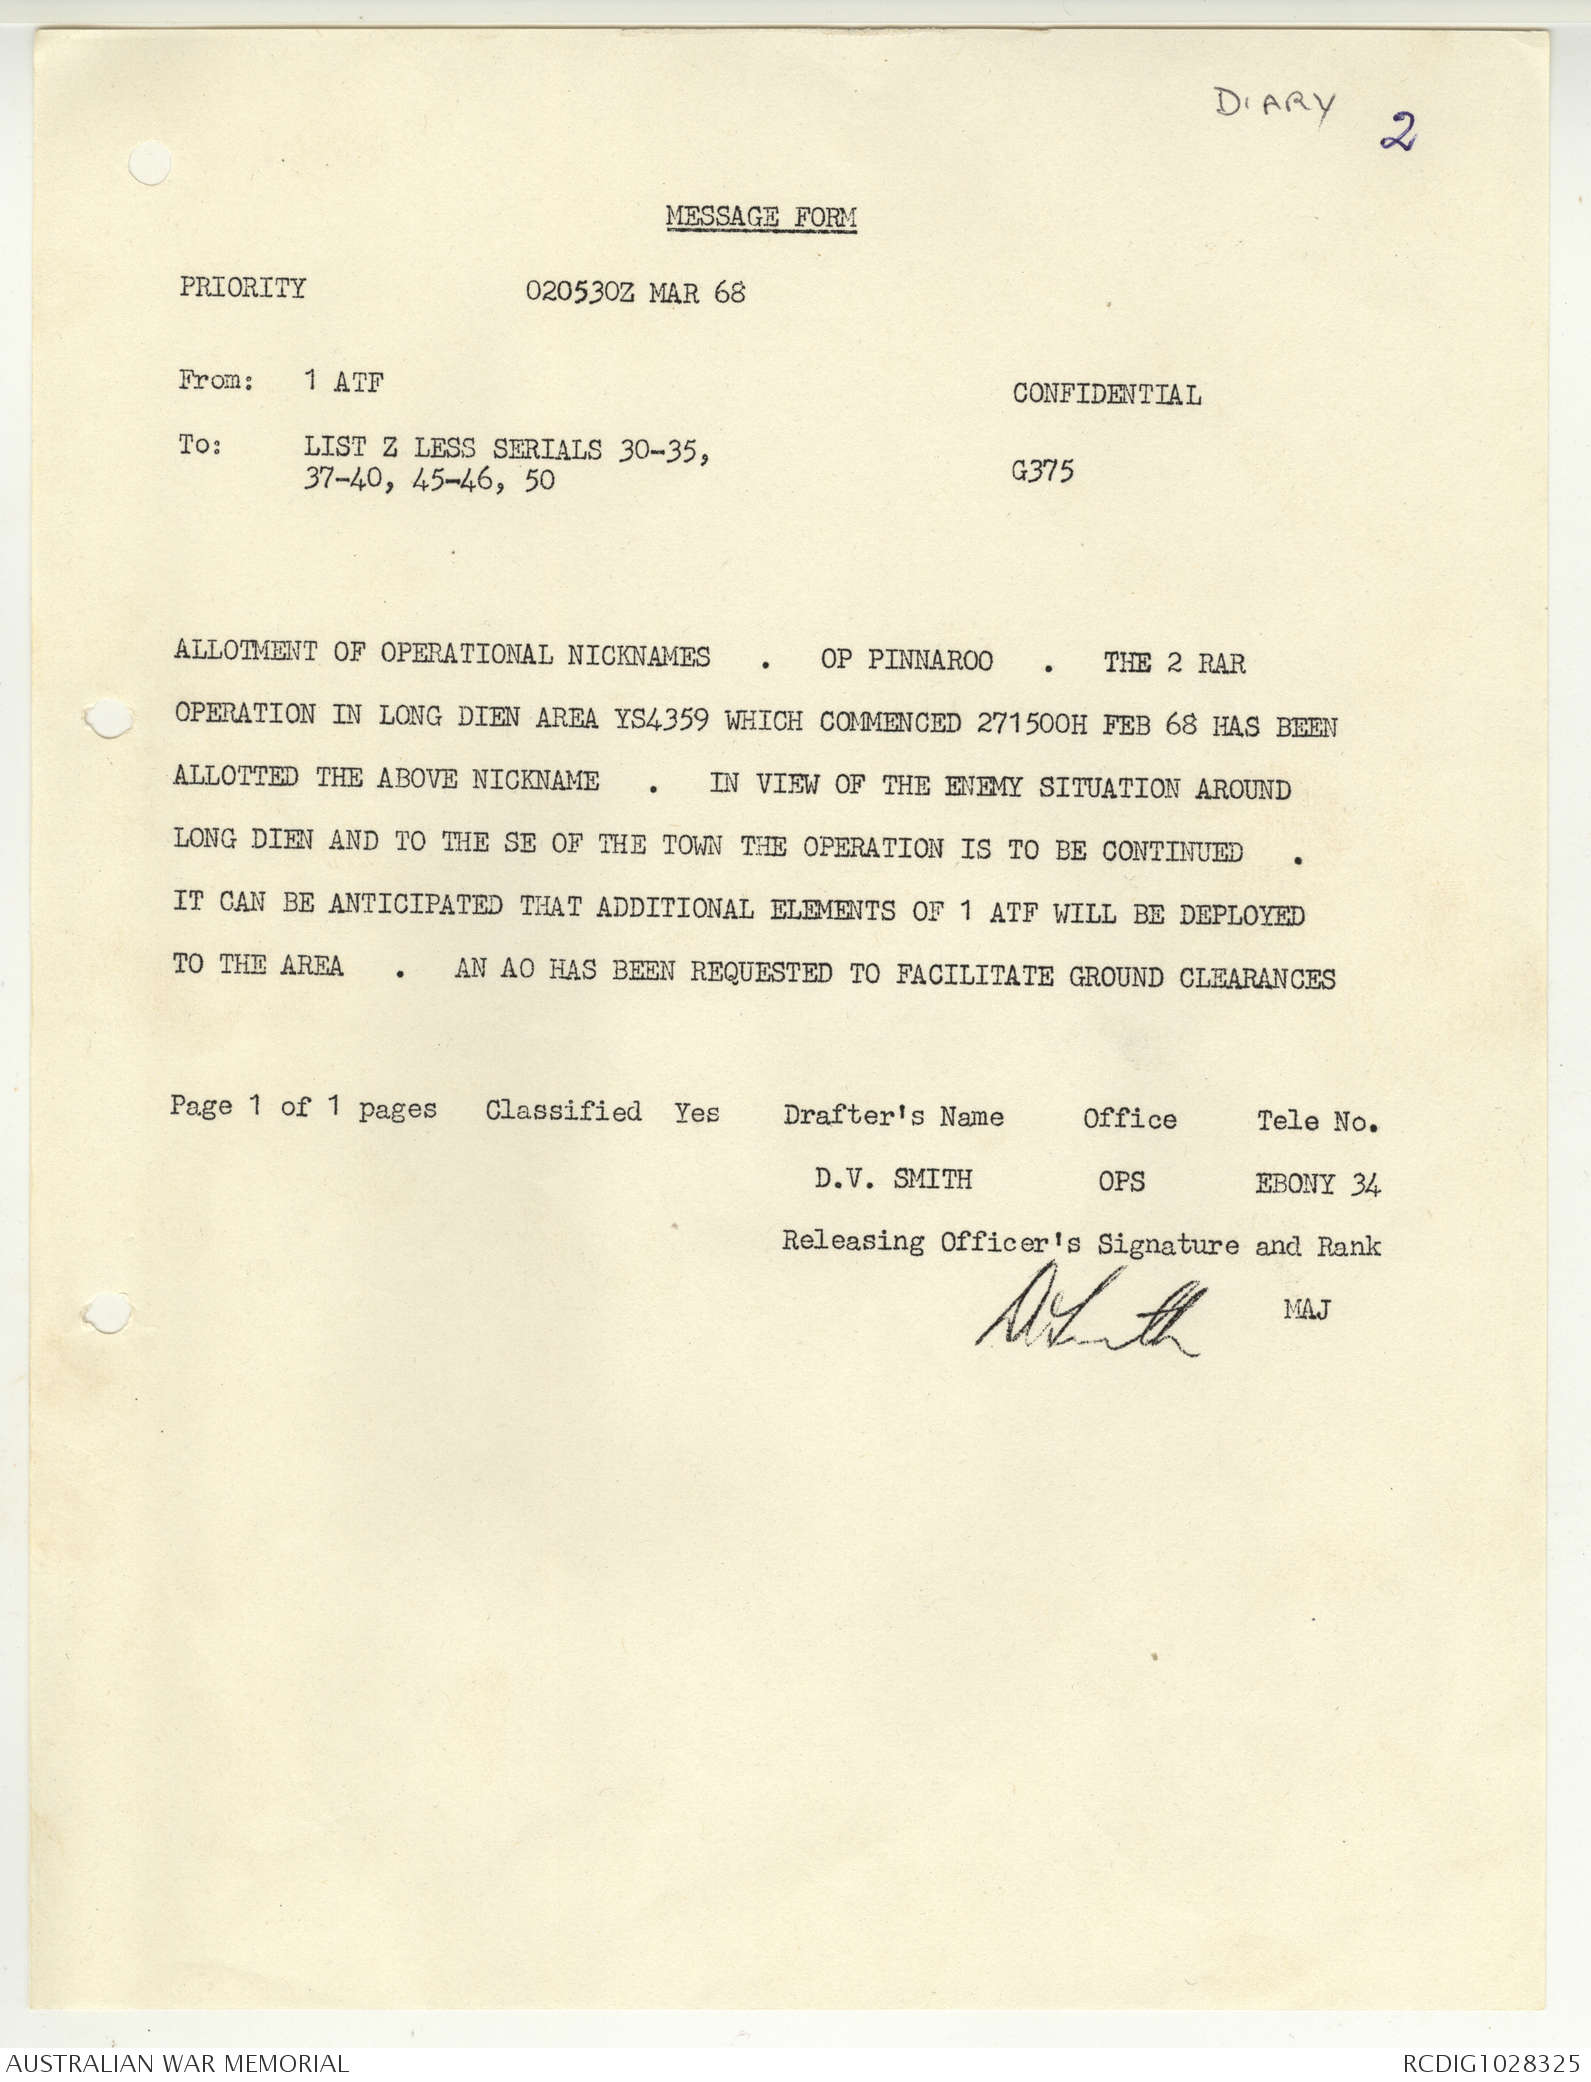 DIARY 2
MESSAGE FORM
PRIORITY 020530Z MAR 68
From: 1 ATF
CONFIDENTIAL
To: LIST Z LESS SERIALS 30-35,
37-40, 45-46, 50
G375
ALLOTMENT OF OPERATIONAL NICKNAMES . OP PINNAROO . THE 2 RAR
OPERATION IN LONG DIEN AREA YS4359 WHICH COMMENCED 271500H FEB 68 HAS BEEN
ALLOTTED THE ABOVE NICKNAME . IN VIEW OF THE ENEMY SITUATION AROUND
LONG DIEN AND TO THE SE OF THE TOWN THE OPERATION IS TO BE CONTINUED .
IT CAN BE ANTICIPATED THAT ADDITIONAL ELEMENTS OF 1 ATF WILL BE DEPLOYED
TO THE AREA . AN AO HAS BEEN REQUESTED TO FACILITATE GROUND CLEARANCES
Page 1 of 1 pages Classified Yes Drafter's Name Office Tele No.
D.V. SMITH OPS EBONY 34
Releasing Officer's Signature and Rank
DVSmith MAJ
AUSTRALIAN WAR MEMORIAL RCDIG1028325